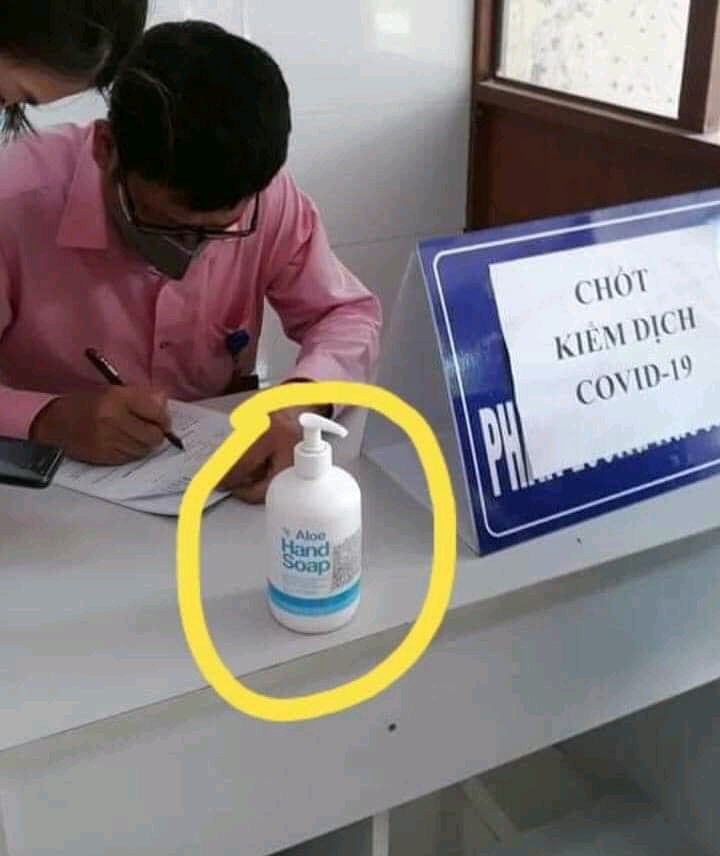 Aloe
Hand
Soap
CHỐT
KIỂM DỊCH
COVID-19
PH